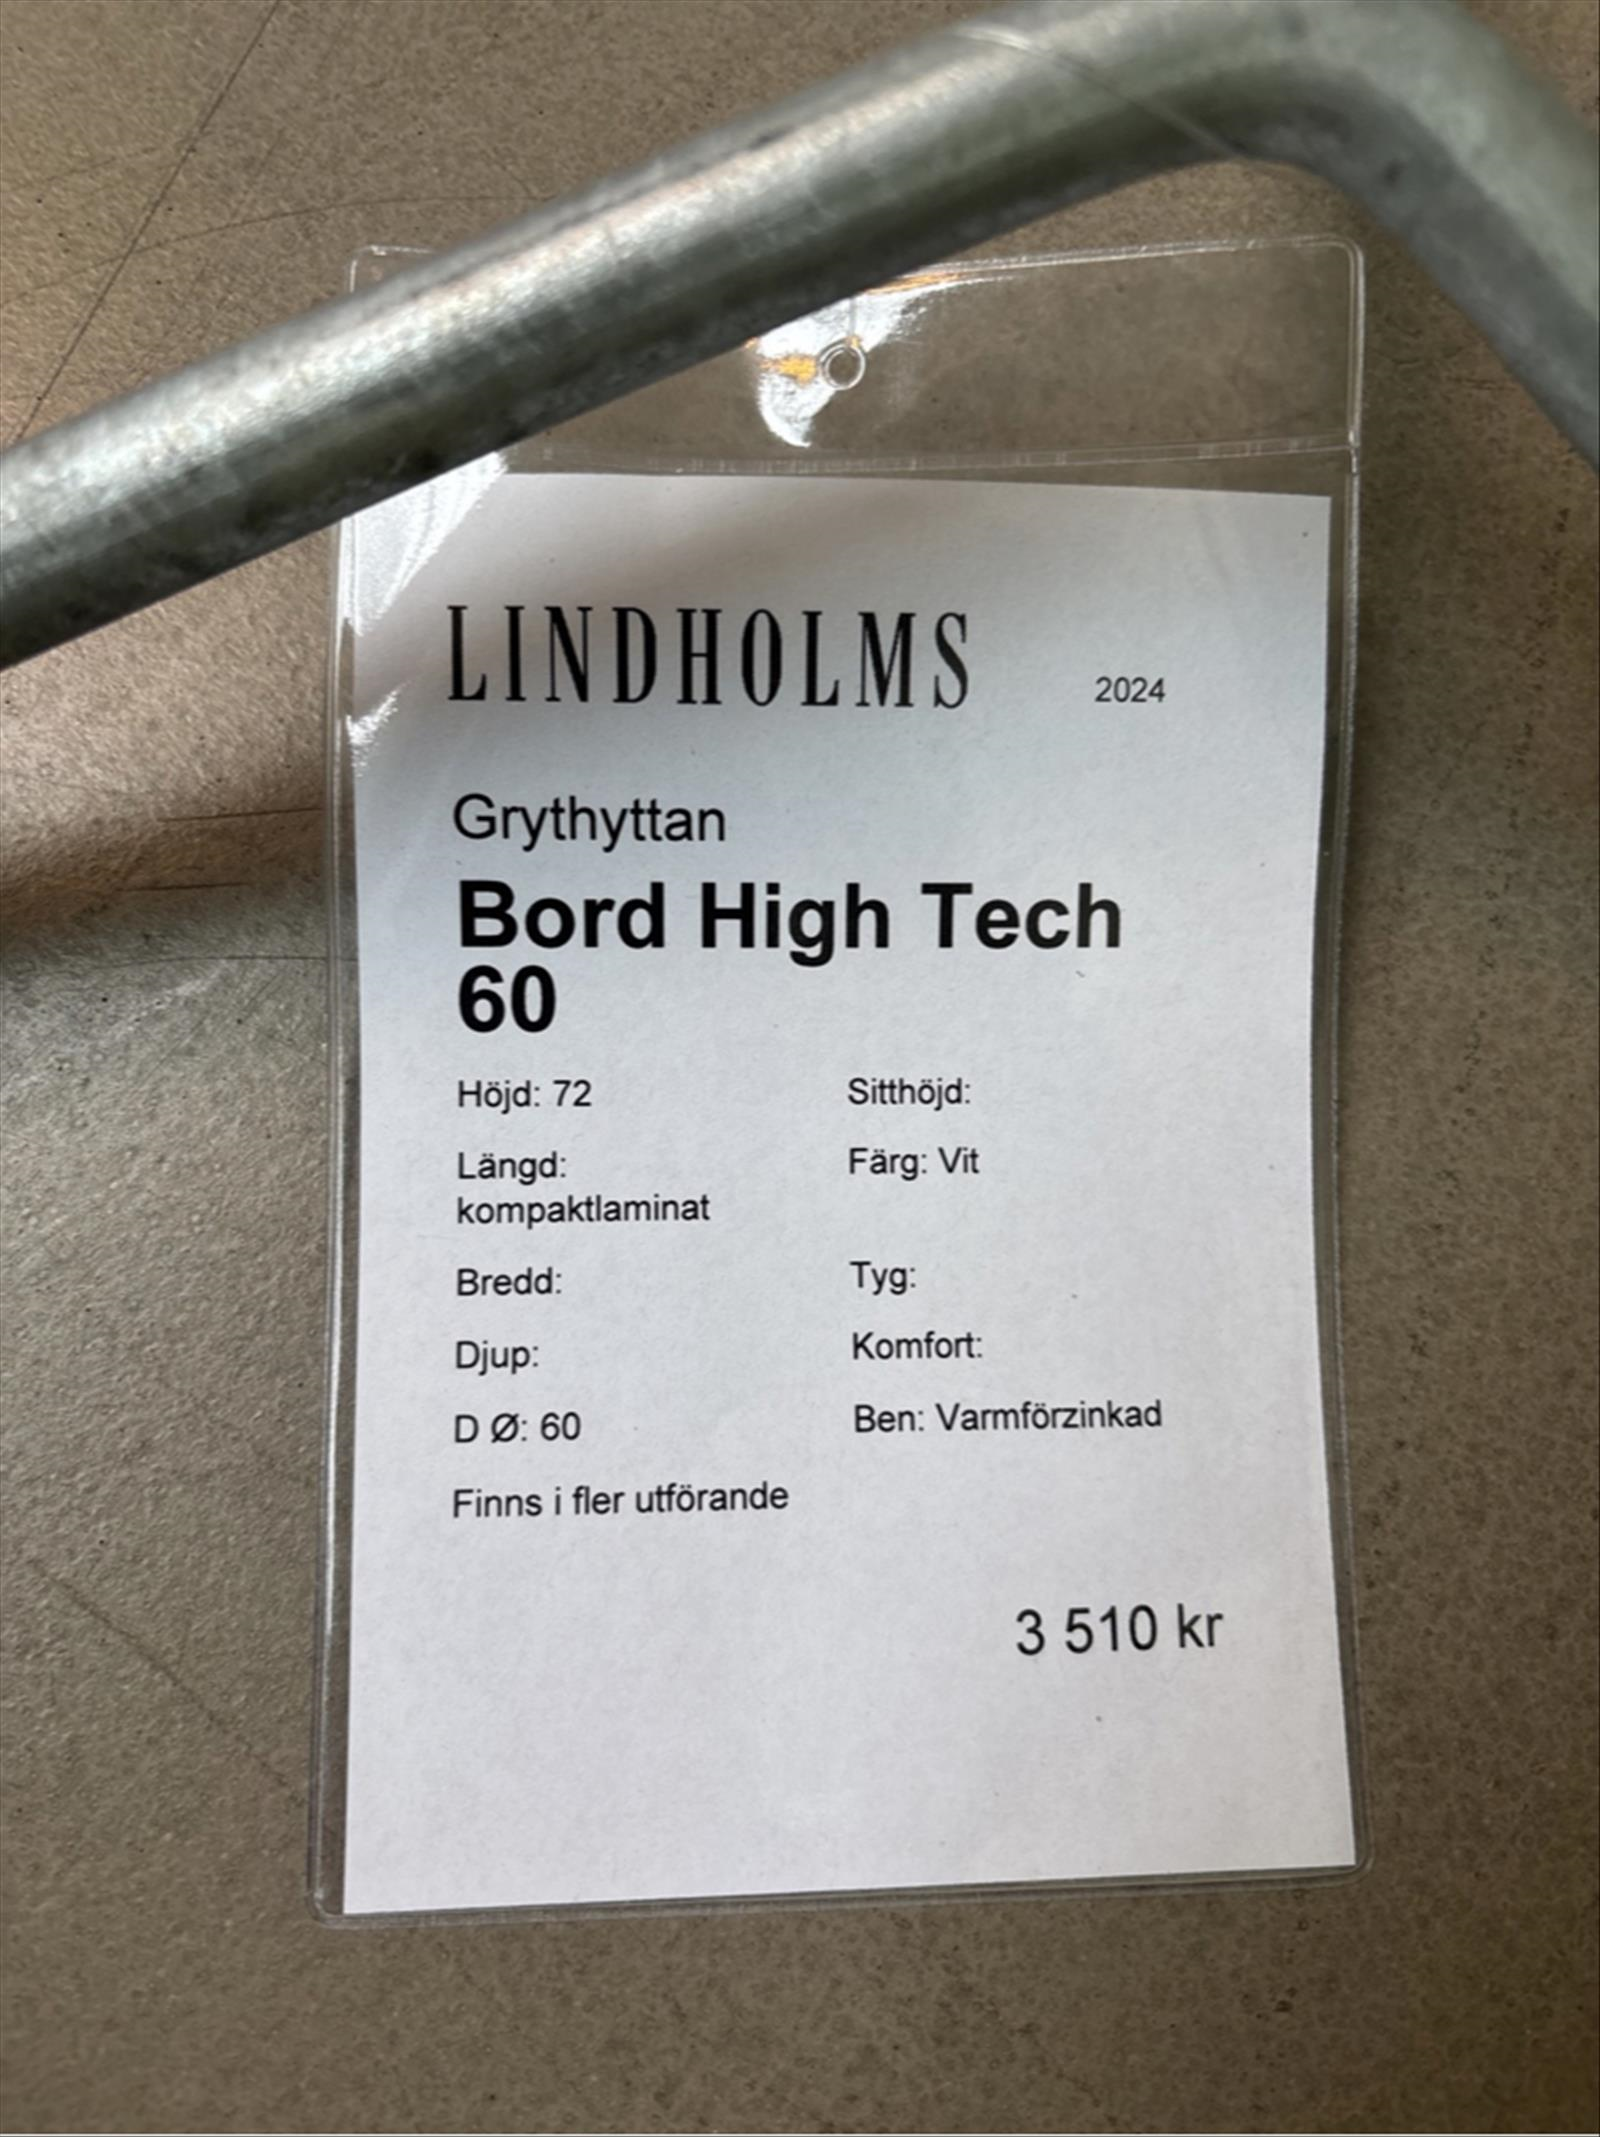 LINDHOLMS 2024
Grythyttan
Bord High Tech
60
Höjd: 72 Sitthöjd:
Längd: Färg: Vit
kompaktlaminat
Bredd: Tyg:
Djup: Komfort:
D Ø: 60 Ben: Varmförzinkad
Finns i fler utförande
3 510 kr